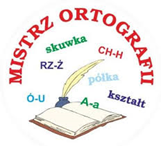 MISTRZ ORTOGRAFII
skuwka
CH-H
RZ-Ż
półka
Ó-U
A-a
kształt